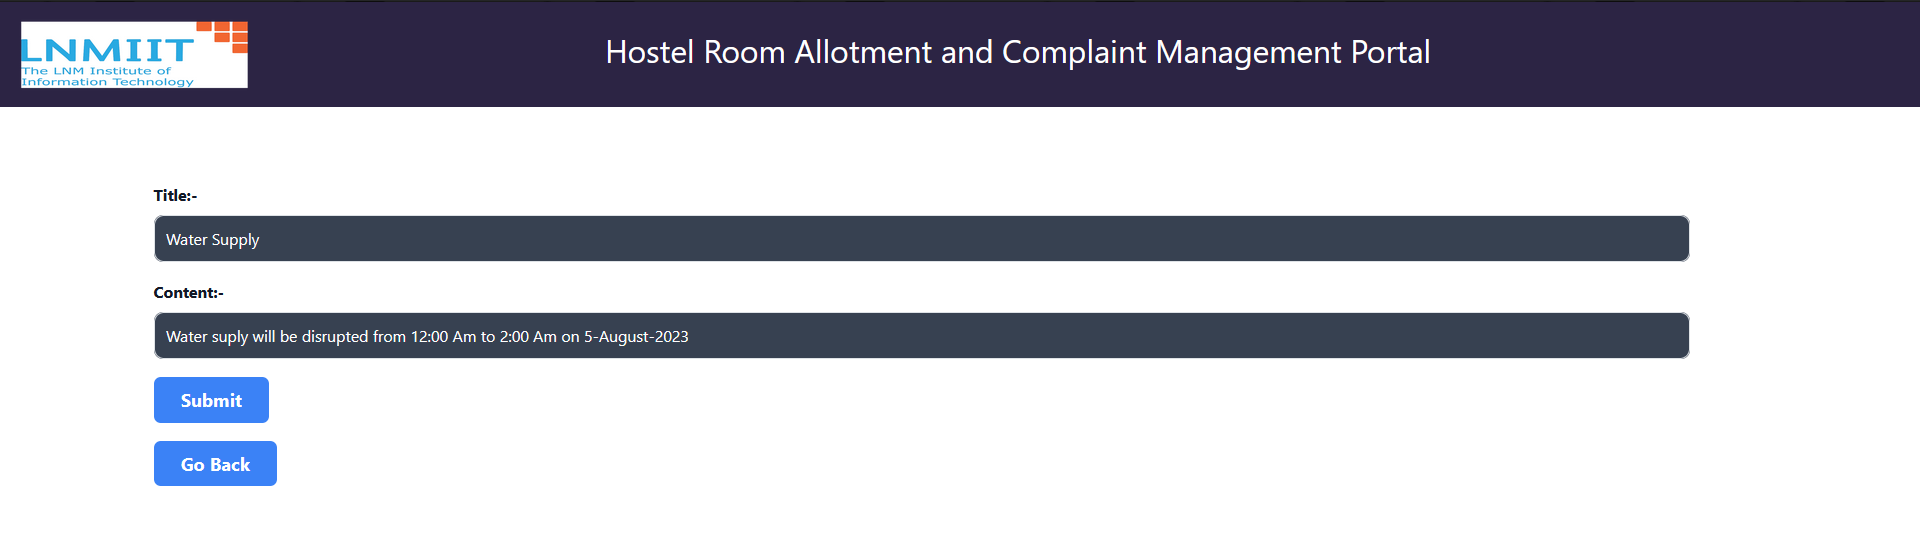 LNMIIT
The LNM Institute of
Information Technology
Hostel Room Allotment and Complaint Management Portal
Title:-
Water Supply
Content:-
Water suply will be disrupted from 12:00 Am to 2:00 Am on 5-August-2023
Submit
Go Back